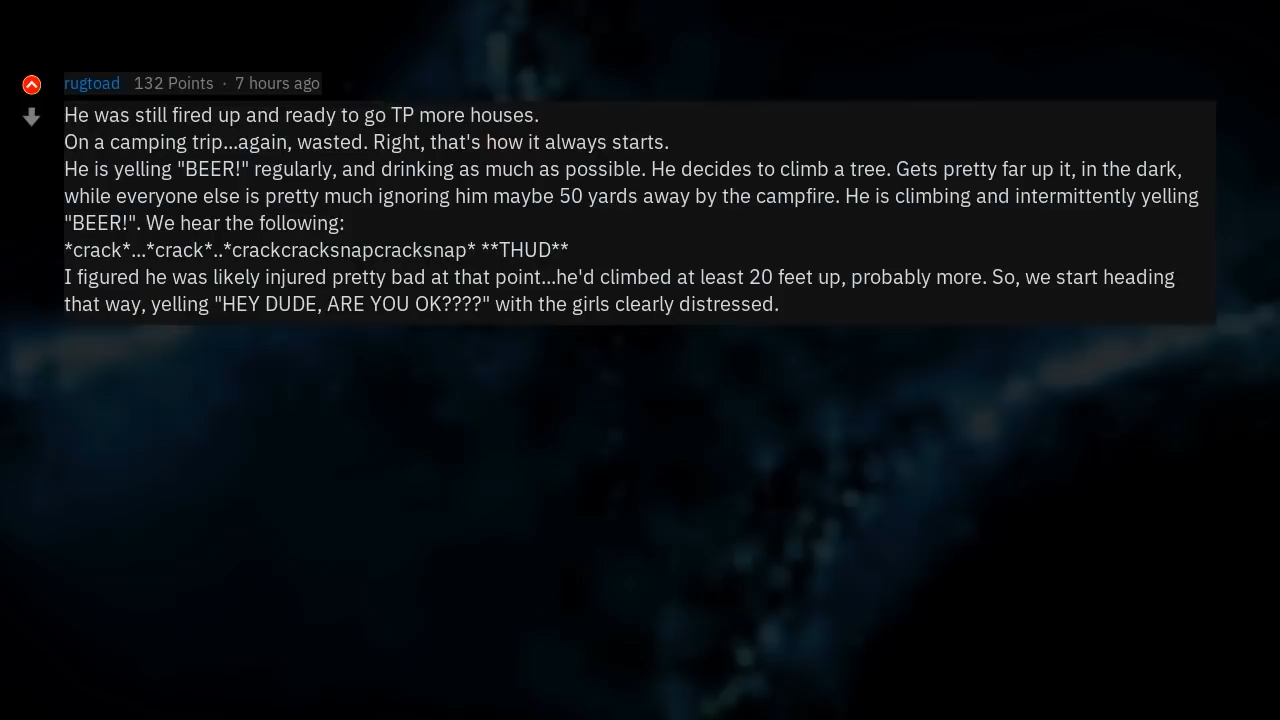 rugtoad 132 Points · 7 hours ago
He was still fired up and ready to go TP more houses.
On a camping trip...again, wasted. Right, that's how it always starts.
He is yelling "BEER!" regularly, and drinking as much as possible. He decides to climb a tree. Gets pretty far up it, in the dark,
while everyone else is pretty much ignoring him maybe 50 yards away by the campfire. He is climbing and intermittently yelling
"BEER!". We hear the following:
*crack*...*crack*..*crackcracksnapcracksnap* **THUD**
I figured he was likely injured pretty bad at that point...he'd climbed at least 20 feet up, probably more. So, we start heading
that way, yelling "HEY DUDE, ARE YOU OK????" with the girls clearly distressed.